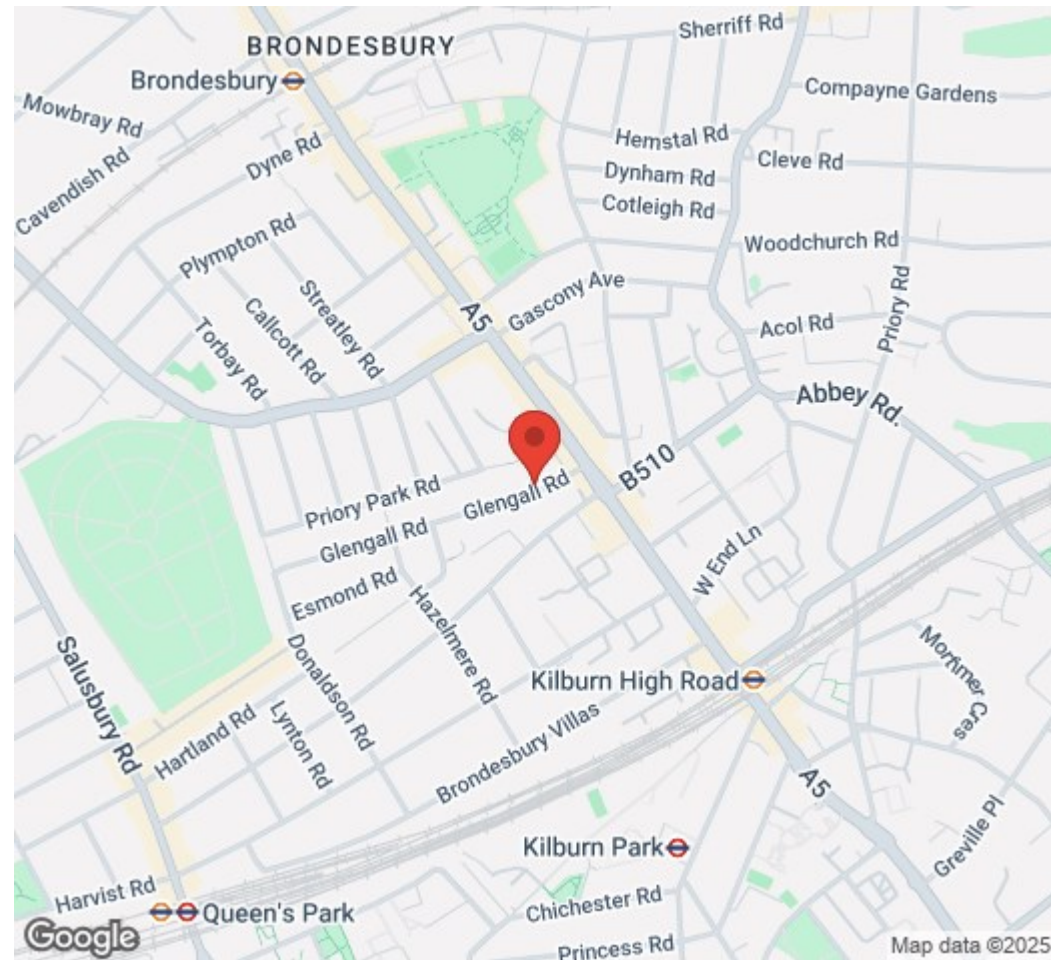 Sherriff Rd
BRONDESBURY
Brondesbury
Compayne Gardens
Mowbray Rd
Hemstal Rd
Dyne Rd
Cleve Rd
Cavendish Rd
Dynham Rd
Cotleigh Rd
Plympton Rd
Woodchurch Rd
Gascony Ave
Streatley Rd
Callcott Rd
A5
Priory Rd
Torbay Rd
Acol Rd
Abbey Rd.
B510
Priory Park Rd
Glengall Rd
Glengall Rd
W End Ln
Esmond Rd
Hazelmere Rd
Donaldson Rd
Salusbury Rd
Mortimer Cres
Kilburn High Road
Hartland Rd
Lynton Rd
Brondesbury Villas
A5
Greville Pl
Kilburn Park
Harvist Rd
Queen's Park
Chichester Rd
Princess Rd
Google
Map data ©2025